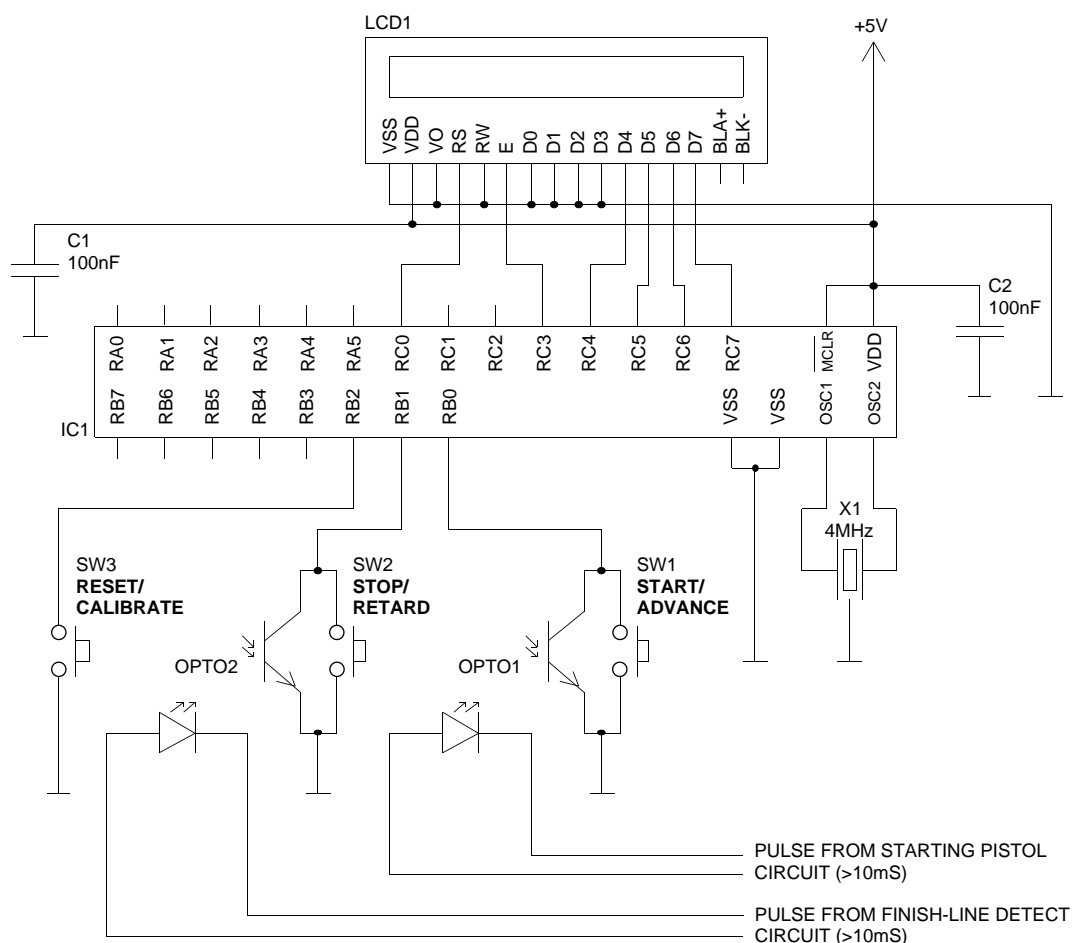 LCD1
+5V
VSS
VDD
VO
RS
RW
E
D0
D1
D2
D3
D4
D5
D6
D7
BLA+
BLK-
C1
100nF
C2
100nF
RA0
RA1
RA2
RA3
RA4
RA5
RC0
RC1
RC2
RC3
RC4
RC5
RC6
RC7
MCLR
VDD
RB7
RB6
RB5
RB4
RB3
RB2
RB1
RB0
VSS
VSS
OSC1
OSC2
IC1
X1
4MHz
SW3
RESET/
CALIBRATE
SW2
STOP/
RETARD
SW1
START/
ADVANCE
OPTO2
OPTO1
PULSE FROM STARTING PISTOL
CIRCUIT (>10mS)
PULSE FROM FINISH-LINE DETECT
CIRCUIT (>10mS)